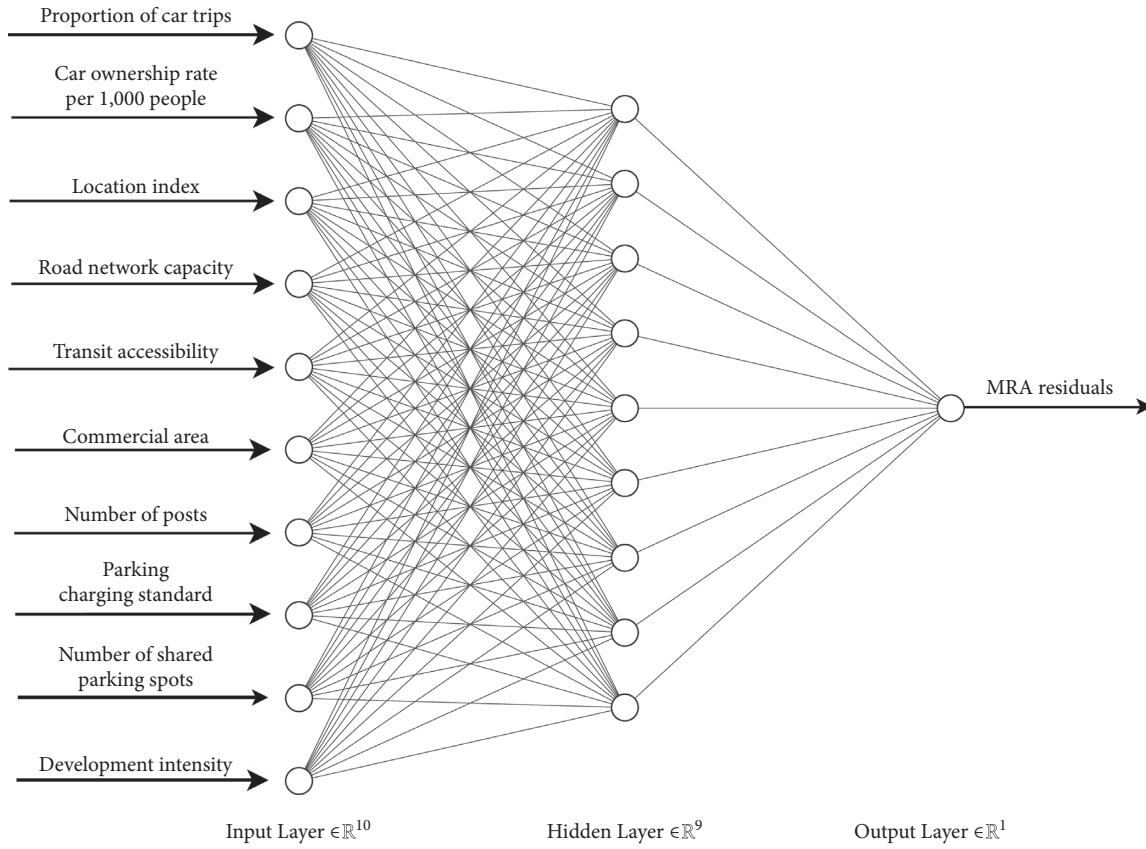 Proportion of car trips
Car ownership rate
per 1,000 people
Location index
Road network capacity
Transit accessibility
Commercial area
Number of posts
Parking
charging standard
Number of shared
parking spots
Development intensity
MRA residuals
Input Layer ∈ℝ¹⁰
Hidden Layer ∈ℝ⁹
Output Layer ∈ℝ¹